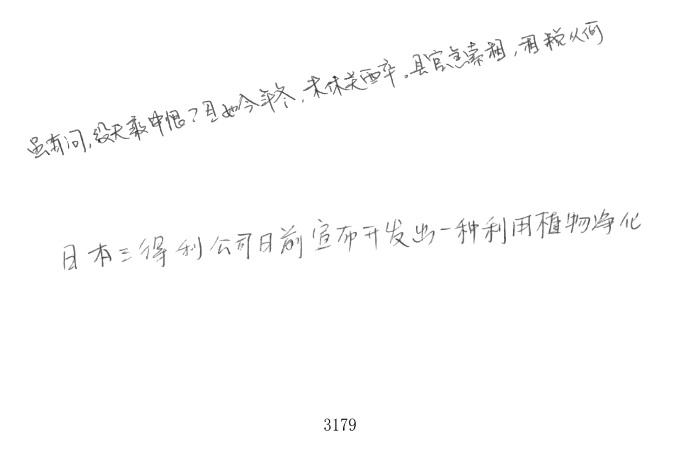 虽有问,役夫敢申恨?且如今年冬,未休关西卒。县官急索租,租税从何
日本三得利公司日前宣布开发出一种利用植物净化
3179